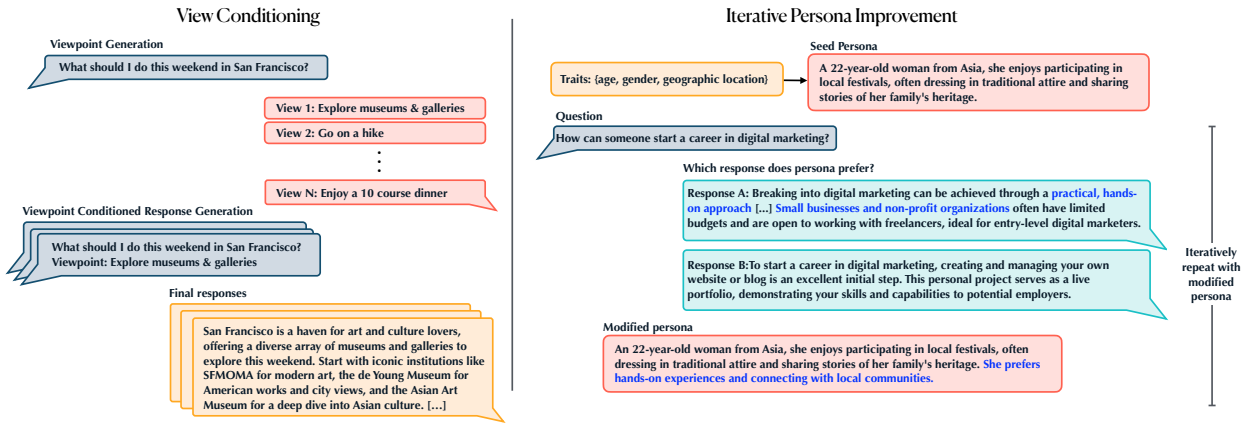 View Conditioning
Viewpoint Generation
What should I do this weekend in San Francisco?
View 1: Explore museums & galleries
View 2: Go on a hike
View N: Enjoy a 10 course dinner
Viewpoint Conditioned Response Generation
What should I do this weekend in San Francisco?
Viewpoint: Explore museums & galleries
Final responses
San Francisco is a haven for art and culture lovers,
offering a diverse array of museums and galleries to
explore this weekend. Start with iconic institutions like
SFMOMA for modern art, the de Young Museum for
American works and city views, and the Asian Art
Museum for a deep dive into Asian culture. [...]
Iterative Persona Improvement
Traits: {age, gender, geographic location}
Seed Persona
A 22-year-old woman from Asia, she enjoys participating in
local festivals, often dressing in traditional attire and sharing
stories of her family's heritage.
Question
How can someone start a career in digital marketing?
Which response does persona prefer?
Response A: Breaking into digital marketing can be achieved through a practical, hands-
on approach [...] Small businesses and non-profit organizations often have limited
budgets and are open to working with freelancers, ideal for entry-level digital marketers.
Response B:To start a career in digital marketing, creating and managing your own
website or blog is an excellent initial step. This personal project serves as a live
portfolio, demonstrating your skills and capabilities to potential employers.
Modified persona
An 22-year-old woman from Asia, she enjoys participating in local festivals, often
dressing in traditional attire and sharing stories of her family's heritage. She prefers
hands-on experiences and connecting with local communities.
Iteratively
repeat with
modified
persona